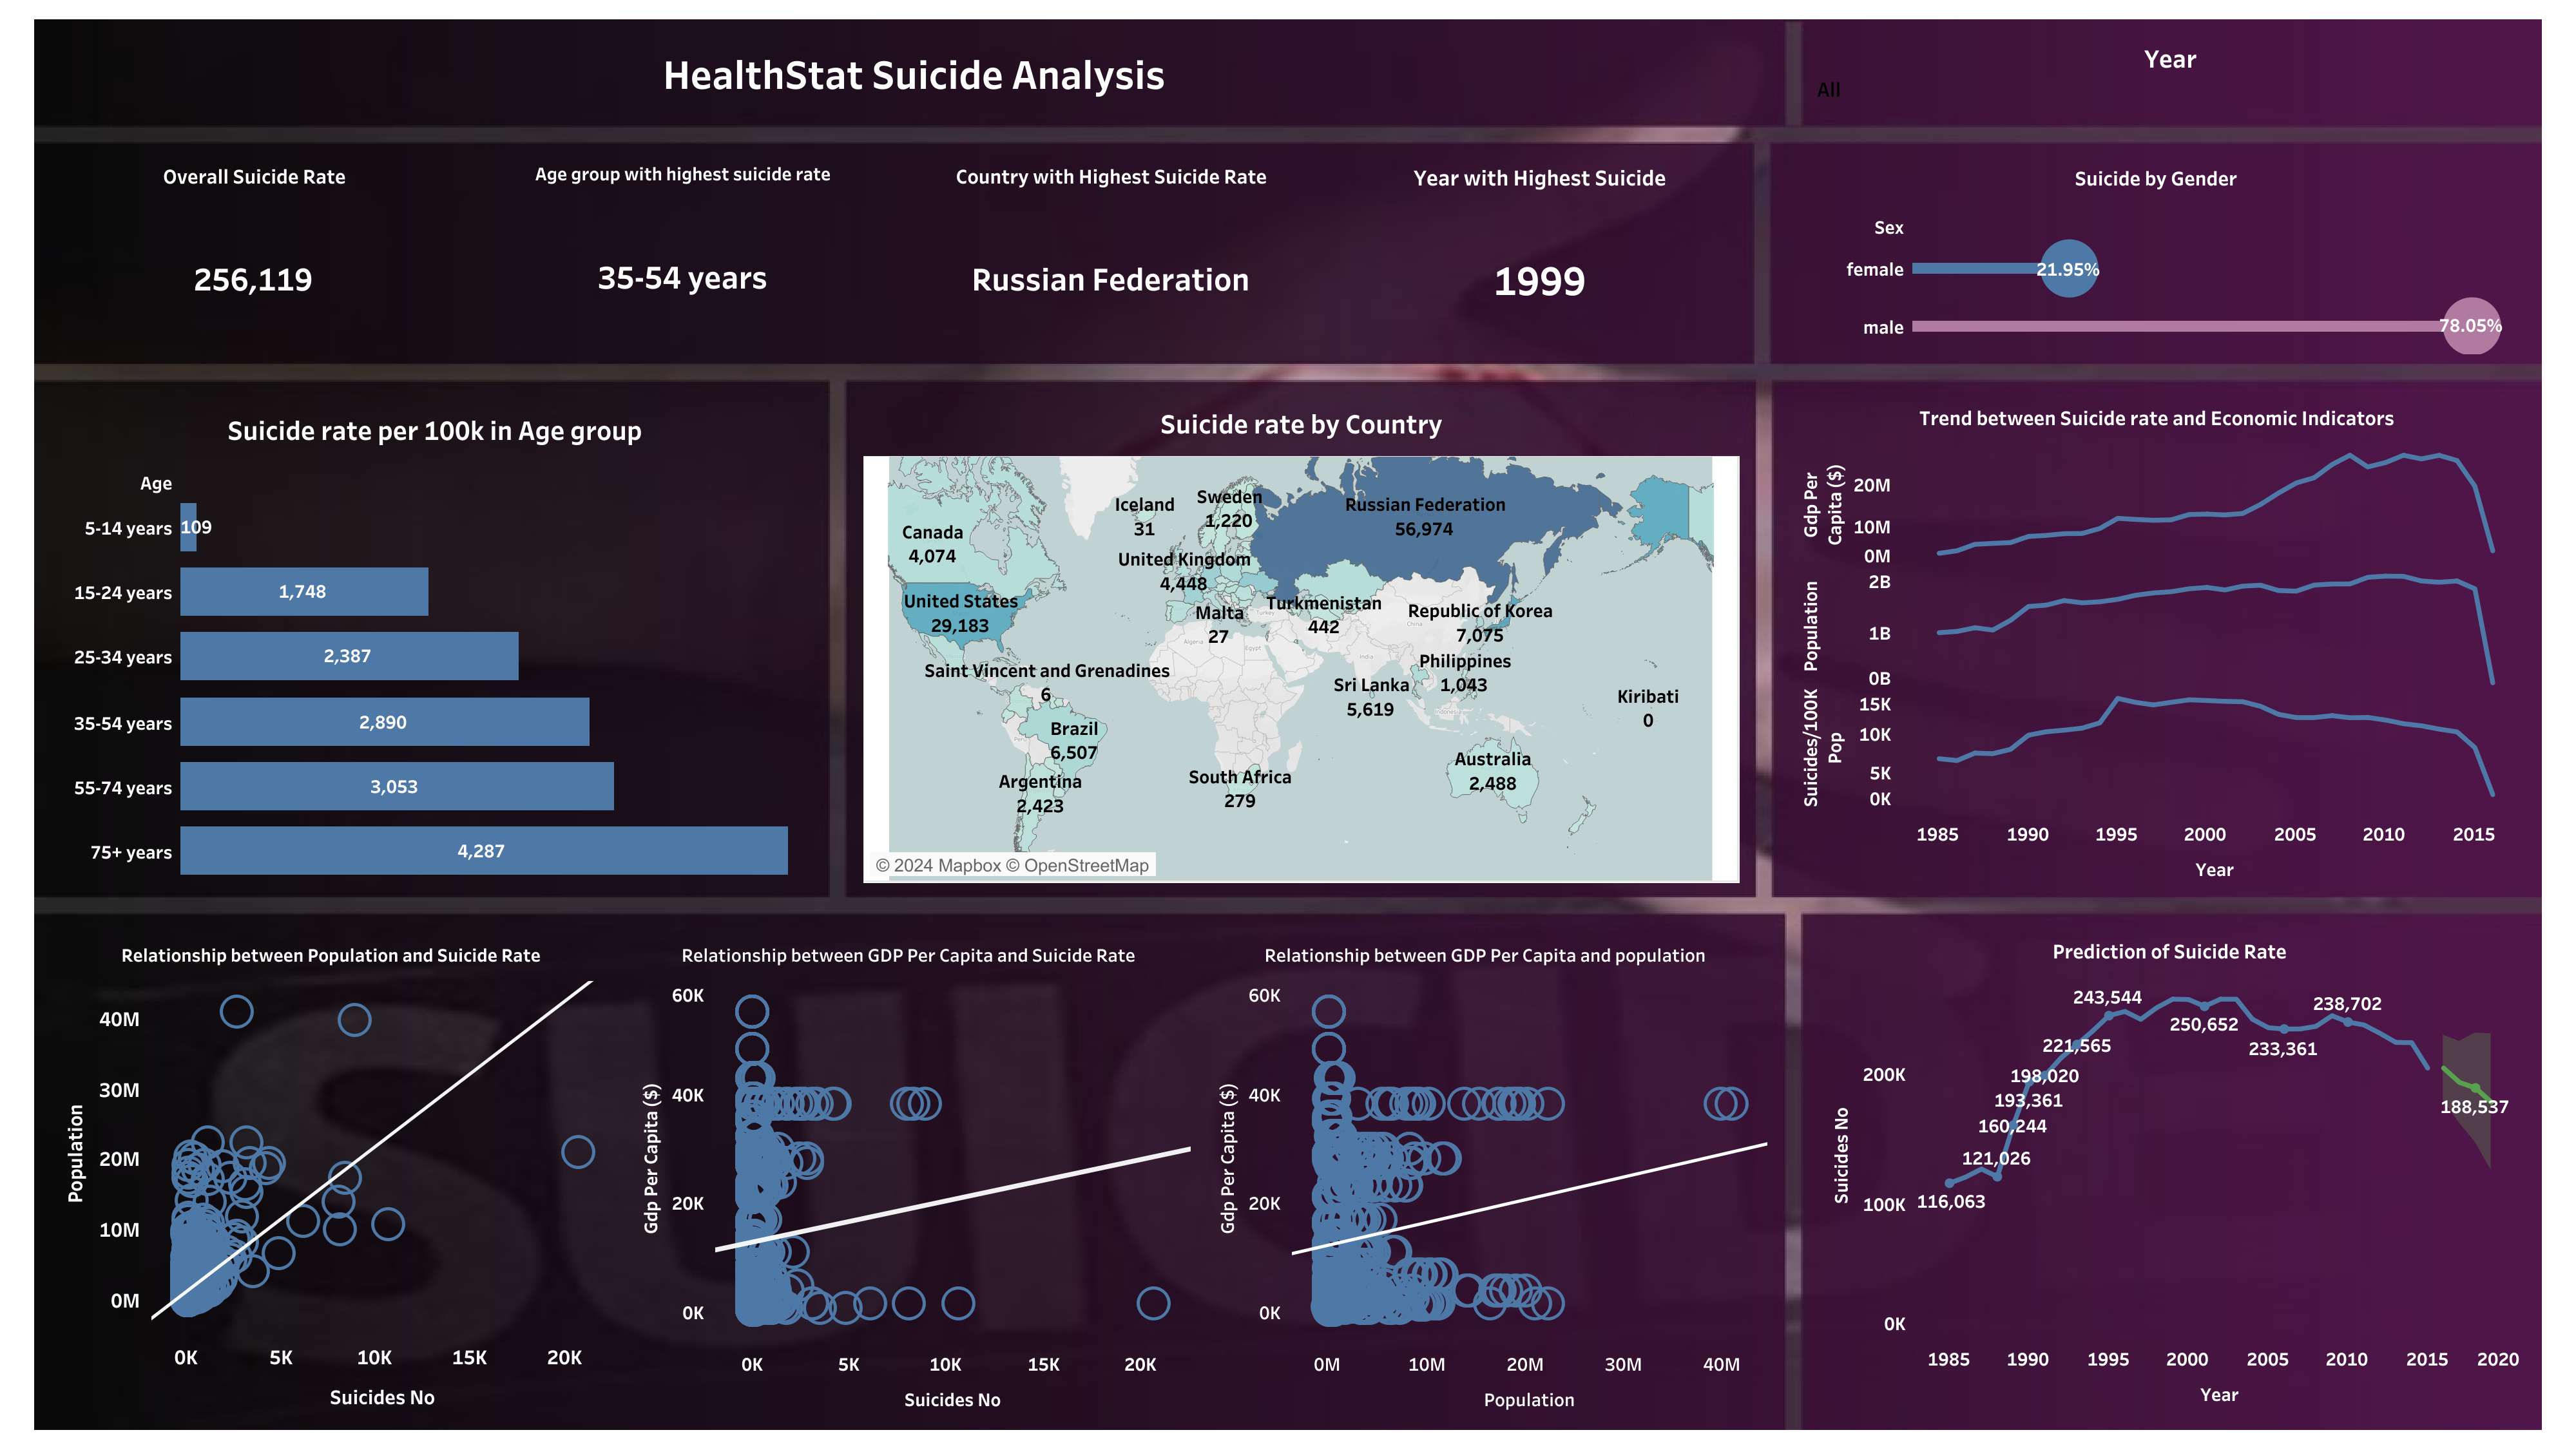 HealthStat Suicide Analysis
Year
All
Overall Suicide Rate
256,119
Age group with highest suicide rate
35-54 years
Country with Highest Suicide Rate
Russian Federation
Year with Highest Suicide
1999
Suicide by Gender
Sex
female
21.95%
male
78.05%
Suicide rate per 100k in Age group
Age
5-14 years
109
15-24 years
1,748
25-34 years
2,387
35-54 years
2,890
55-74 years
3,053
75+ years
4,287
Suicide rate by Country
Canada
4,074
Iceland
31
Sweden
1,220
Russian Federation
56,974
United Kingdom
4,448
United States
29,183
Malta
27
Turkmenistan
442
Republic of Korea
7,075
Saint Vincent and Grenadines
6
Philippines
1,043
Sri Lanka
5,619
Kiribati
0
Brazil
6,507
Argentina
2,423
South Africa
279
Australia
2,488
© 2024 Mapbox © OpenStreetMap
Trend between Suicide rate and Economic Indicators
Gdp Per
Capita ($)
20M
10M
0M
Population
2B
1B
0B
Suicides/100K
Pop
15K
10K
5K
0K
1985 1990 1995 2000 2005 2010 2015
Year
Relationship between Population and Suicide Rate
Population
40M
30M
20M
10M
0M
0K 5K 10K 15K 20K
Suicides No
Relationship between GDP Per Capita and Suicide Rate
Gdp Per Capita ($)
60K
40K
20K
0K
0K 5K 10K 15K 20K
Suicides No
Relationship between GDP Per Capita and population
Gdp Per Capita ($)
60K
40K
20K
0K
0M 10M 20M 30M 40M
Population
Prediction of Suicide Rate
Suicides No
200K
100K
0K
243,544
238,702
250,652
221,565
233,361
198,020
193,361
160,244
121,026
116,063
188,537
1985 1990 1995 2000 2005 2010 2015 2020
Year